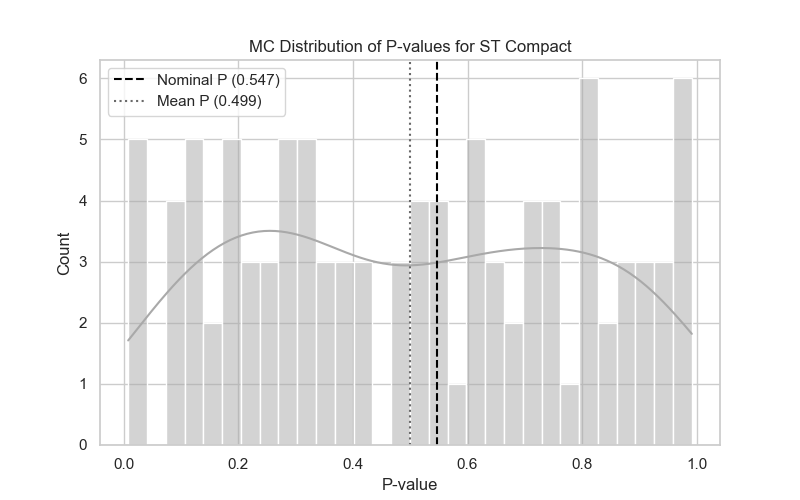 MC Distribution of P-values for ST Compact
Nominal P (0.547)
Mean P (0.499)
6
5
4
3
2
1
0
Count
0.0 0.2 0.4 0.6 0.8 1.0
P-value